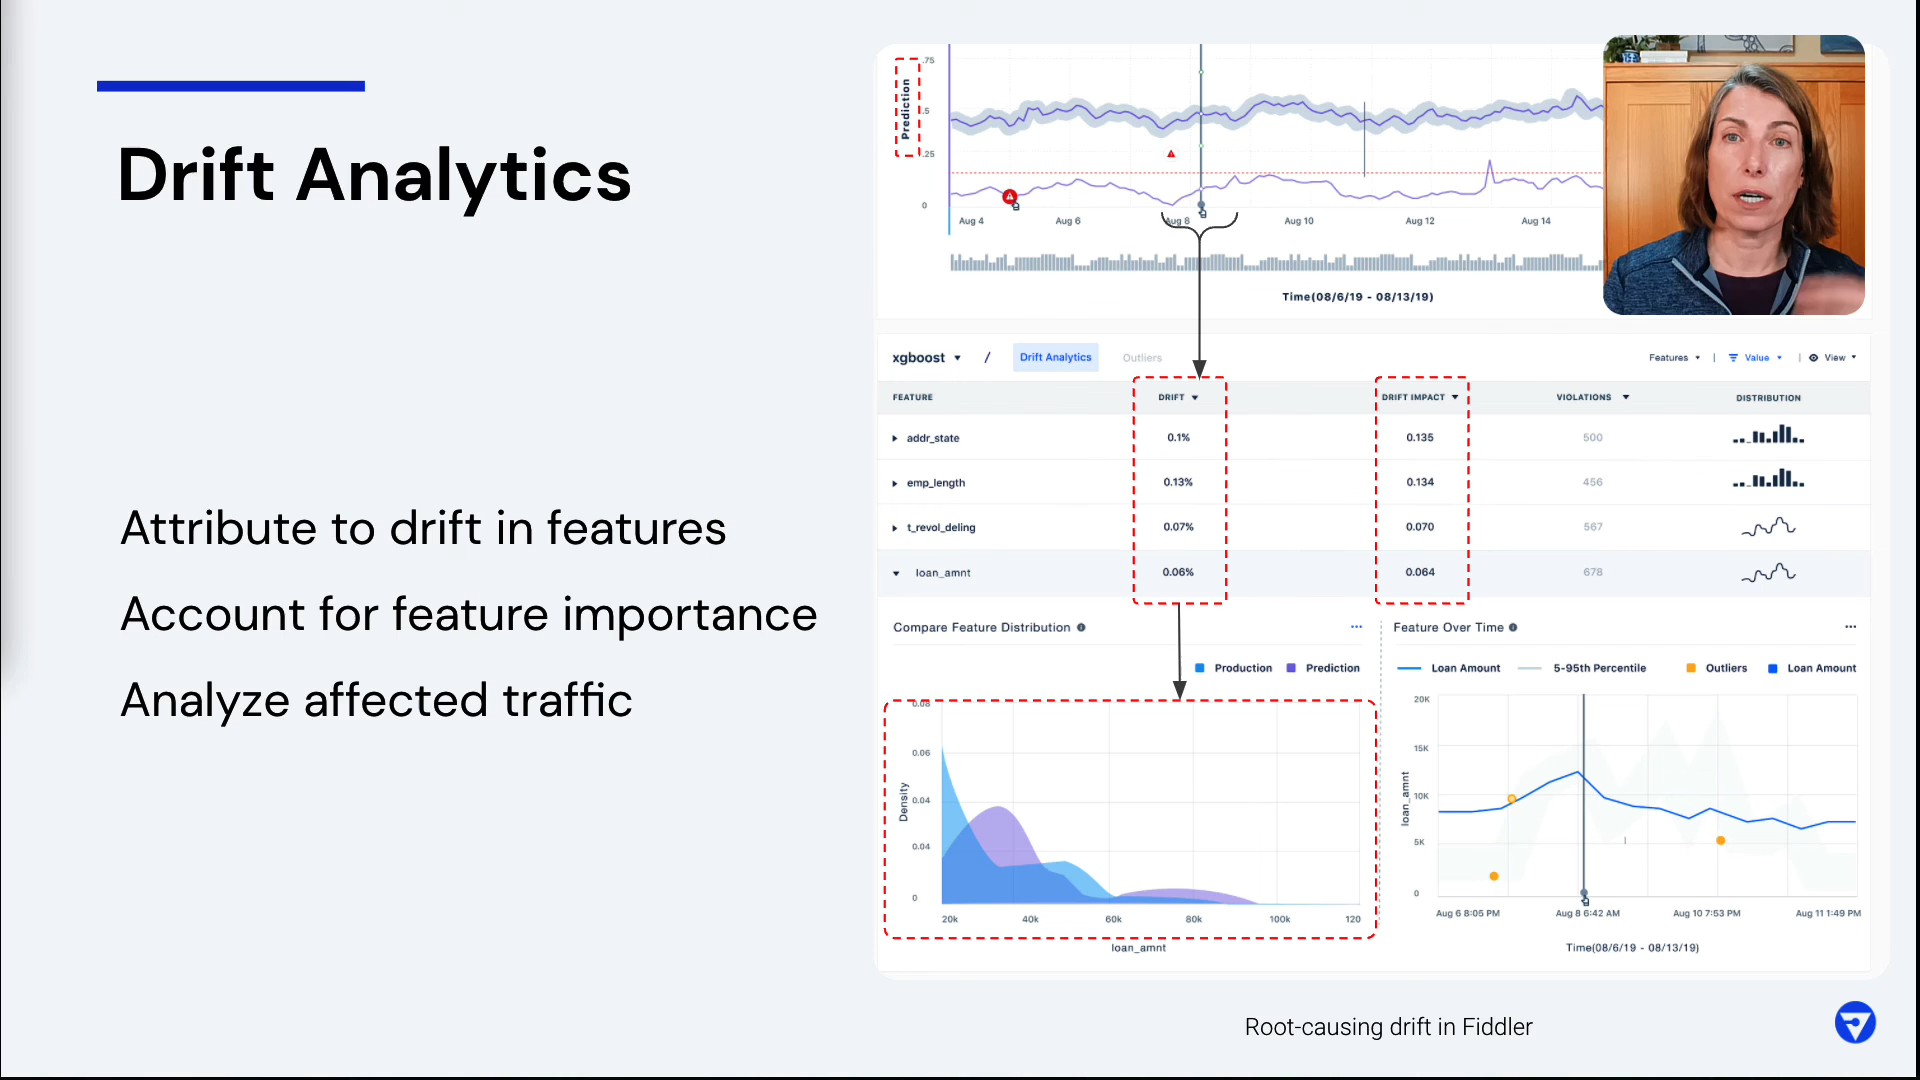 Drift Analytics
Attribute to drift in features
Account for feature importance
Analyze affected traffic
Prediction
.75
.5
.25
0
Aug 4 Aug 6 Aug 8 Aug 10 Aug 12 Aug 14
Time(08/6/19 - 08/13/19)
xgboost / Drift Analytics Outliers Features | Value | View
FEATURE DRIFT DRIFT IMPACT VIOLATIONS DISTRIBUTION
addr_state 0.1% 0.135 500
emp_length 0.13% 0.134 456
t_revol_deling 0.07% 0.070 567
loan_amnt 0.06% 0.064 678
Compare Feature Distribution
Production Prediction
Density
0.08
0.06
0.04
0.04
0
20k 40k 60k 80k 100k 120
loan_amnt
Feature Over Time
Loan Amount 5-95th Percentile Outliers Loan Amount
loan_amnt
20K
15K
10K
5K
0
Aug 6 8:05 PM Aug 8 6:42 AM Aug 10 7:53 PM Aug 11 1:49 PM
Time(08/6/19 - 08/13/19)
Root-causing drift in Fiddler